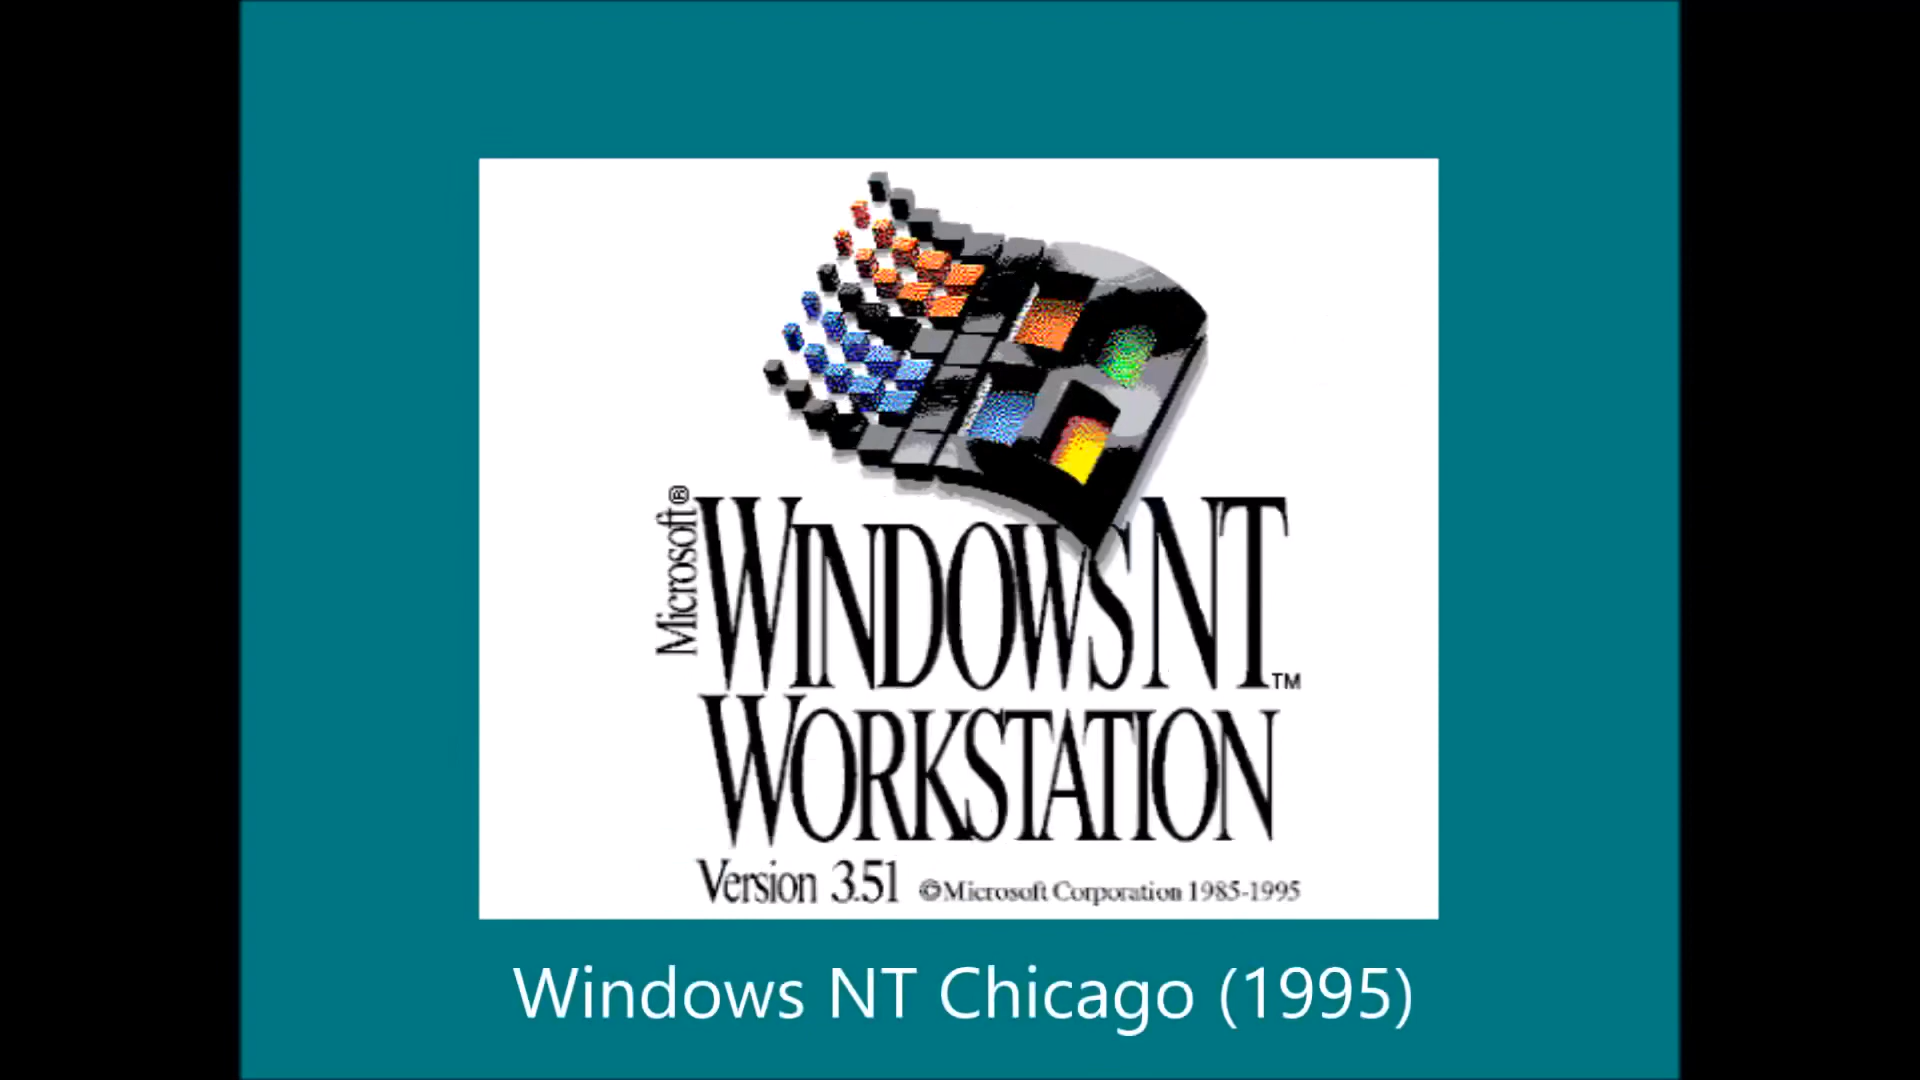 Microsoft®
WINDOWS NT™
WORKSTATION
Version 3.51 ©Microsoft Corporation 1985-1995
Windows NT Chicago (1995)